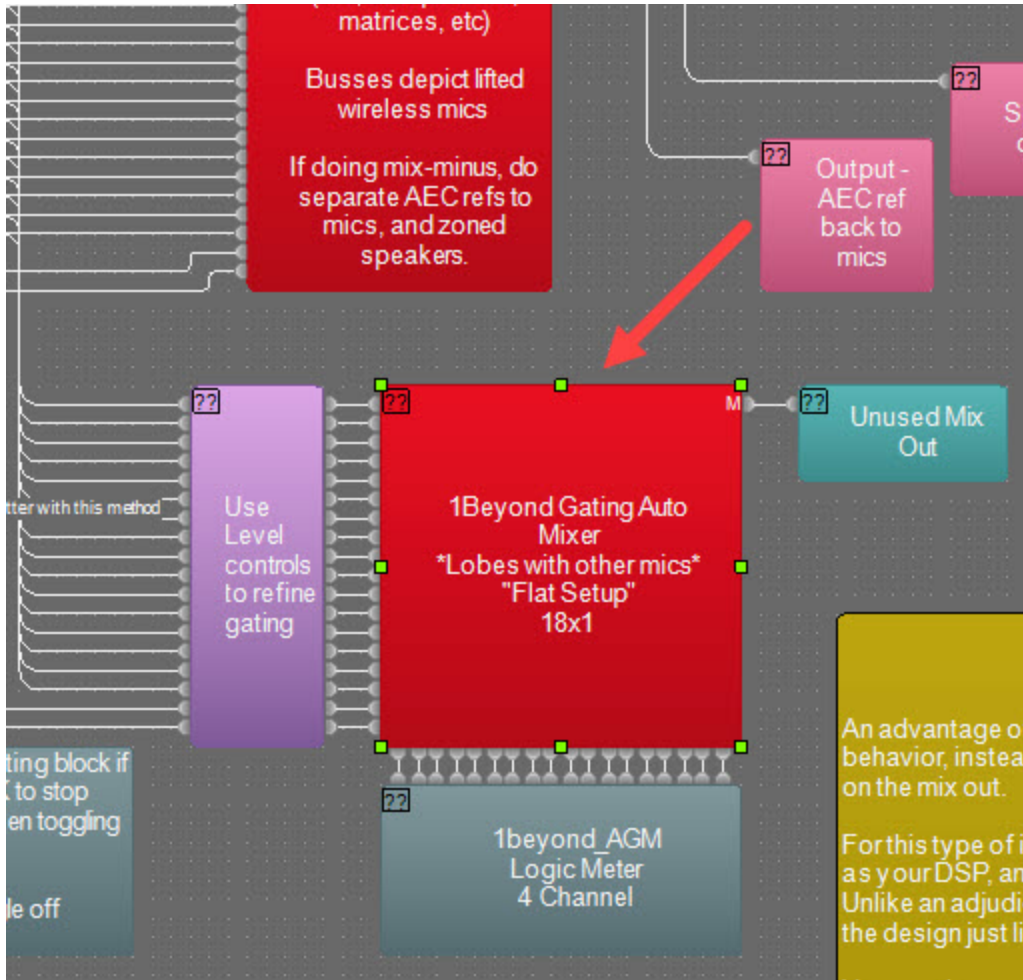 matrices, etc)
Busses depict lifted
wireless mics
If doing mix-minus, do
separate AEC refs to
mics, and zoned
speakers.
??
??
Output -
AEC ref
back to
mics
??
Use
Level
controls
to refine
gating
??
M
1Beyond Gating Auto
Mixer
*Lobes with other mics*
"Flat Setup"
18x1
??
Unused Mix
Out
tter with this method
ting block if
to stop
en toggling
le off
??
1beyond_AGM
Logic Meter
4 Channel
An advantage o
behavior, instea
on the mix out.
For this type of i
as your DSP, an
Unlike an adjudi
the design just li